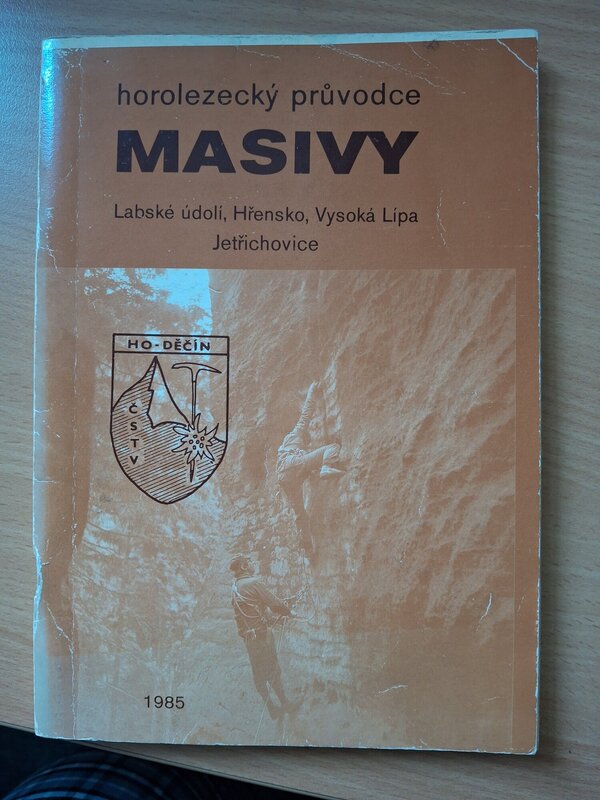 horolezecký průvodce
MASIVY
Labské údolí, Hřensko, Vysoká Lípa
Jetřichovice
HO-DĚČÍN
ČSTV
1985